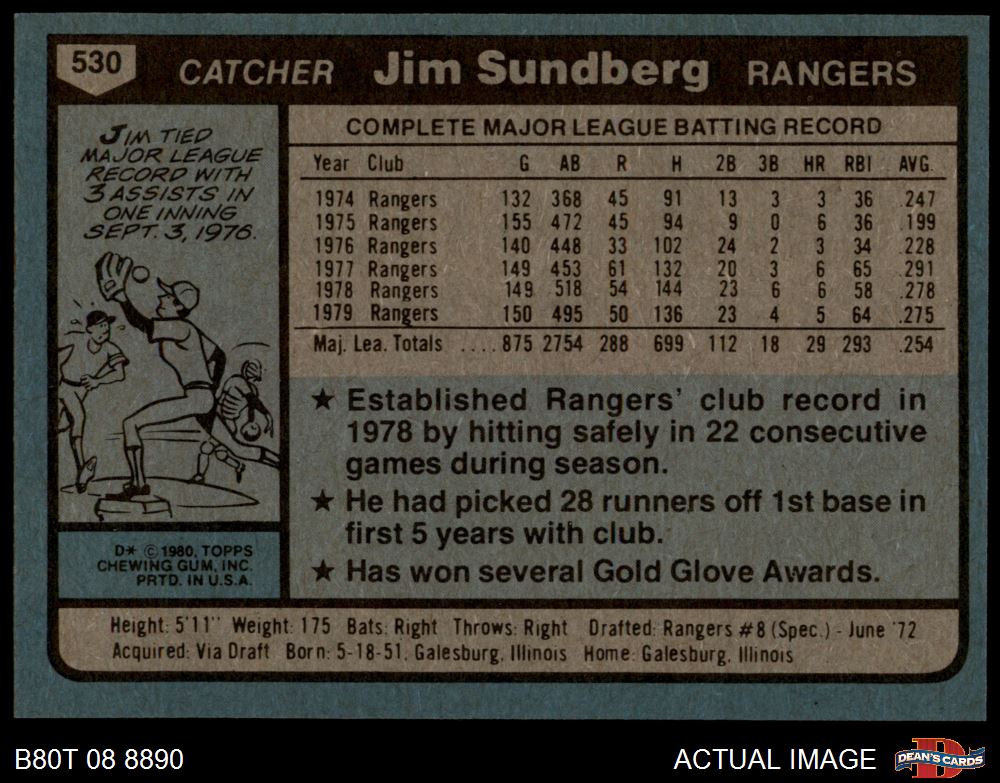 530 CATCHER Jim Sundberg RANGERS
JIM TIED
MAJOR LEAGUE
RECORD WITH
3 ASSISTS IN
ONE INNING
SEPT. 3, 1976.
COMPLETE MAJOR LEAGUE BATTING RECORD
Year Club G AB R H 2B 3B HR RBI AVG.
1974 Rangers 132 368 45 91 13 3 3 36 .247
1975 Rangers 155 472 45 94 9 0 6 36 .199
1976 Rangers 140 448 33 102 24 2 3 34 .228
1977 Rangers 149 453 61 132 20 3 6 65 .291
1978 Rangers 149 518 54 144 23 6 6 58 .278
1979 Rangers 150 495 50 136 23 4 5 64 .275
Maj. Lea. Totals ....875 2754 288 699 112 18 29 293 .254
★ Established Rangers' club record in
1978 by hitting safely in 22 consecutive
games during season.
★ He had picked 28 runners off 1st base in
first 5 years with club.
★ Has won several Gold Glove Awards.
D* © 1980, TOPPS
CHEWING GUM, INC.
PRTD. IN U.S.A.
Height: 5'11" Weight: 175 Bats: Right Throws: Right Drafted: Rangers #8 (Spec.) - June '72
Acquired: Via Draft Born: 5-18-51, Galesburg, Illinois Home: Galesburg, Illinois
B80T 08 8890 ACTUAL IMAGE D DEAN'S CARDS